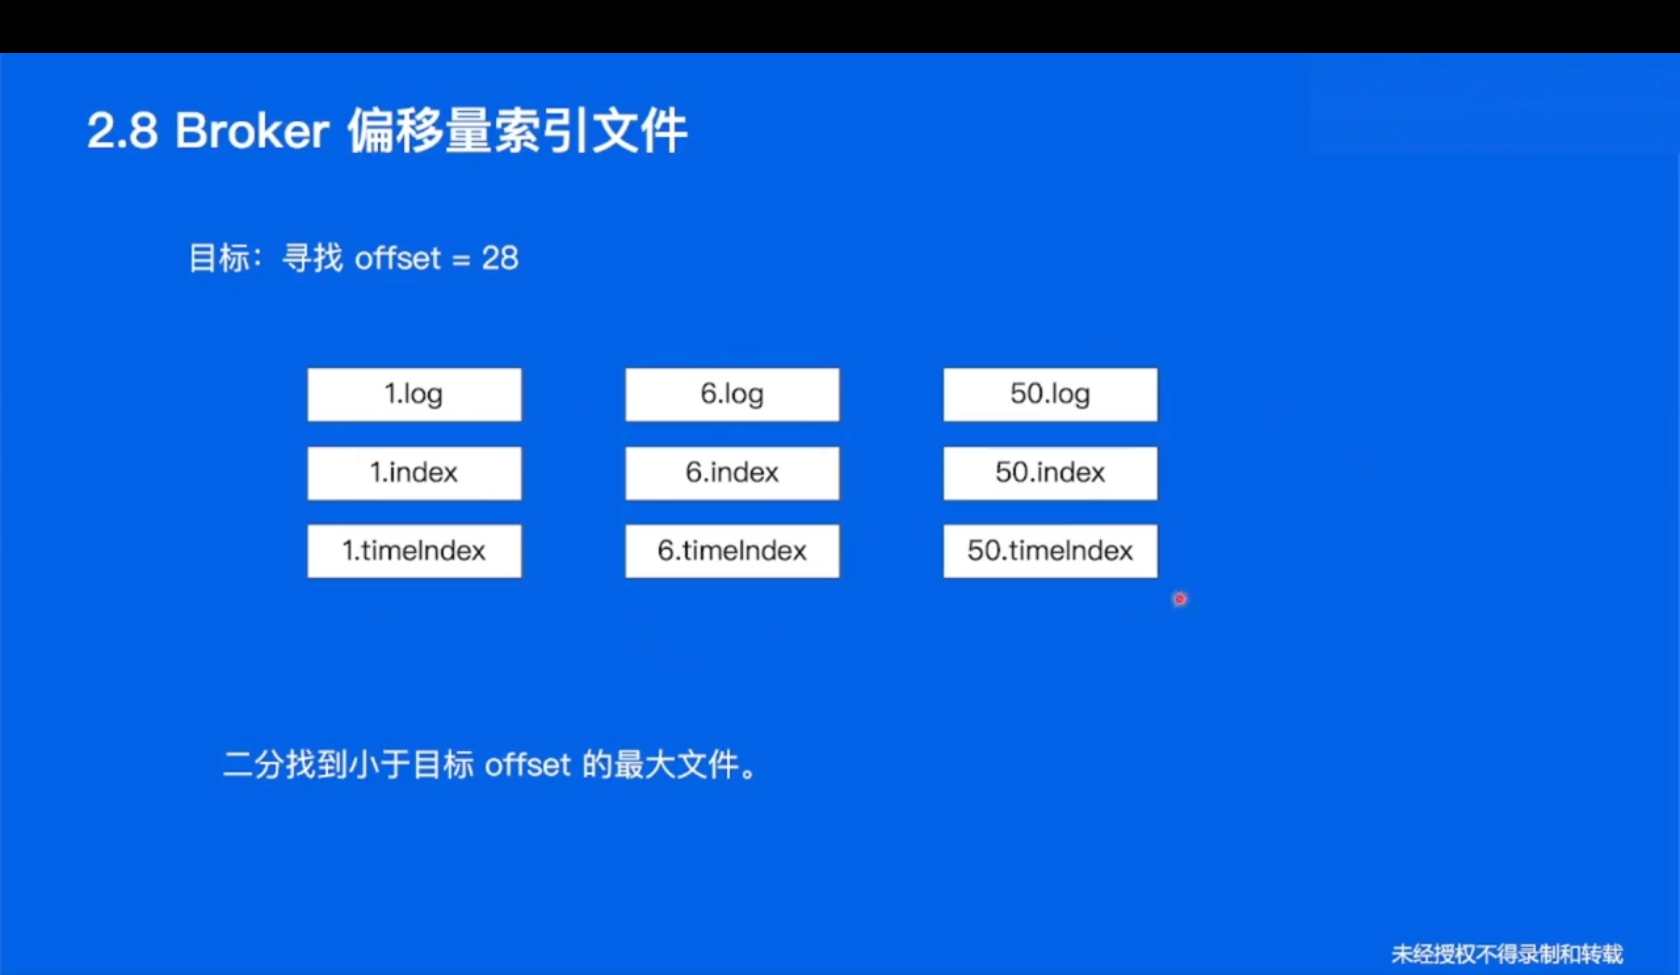 2.8 Broker 偏移量索引文件
目标：寻找 offset = 28
1.log 6.log 50.log
1.index 6.index 50.index
1.timeIndex 6.timeIndex 50.timeIndex
二分找到小于目标 offset 的最大文件。
未经授权不得录制和转载